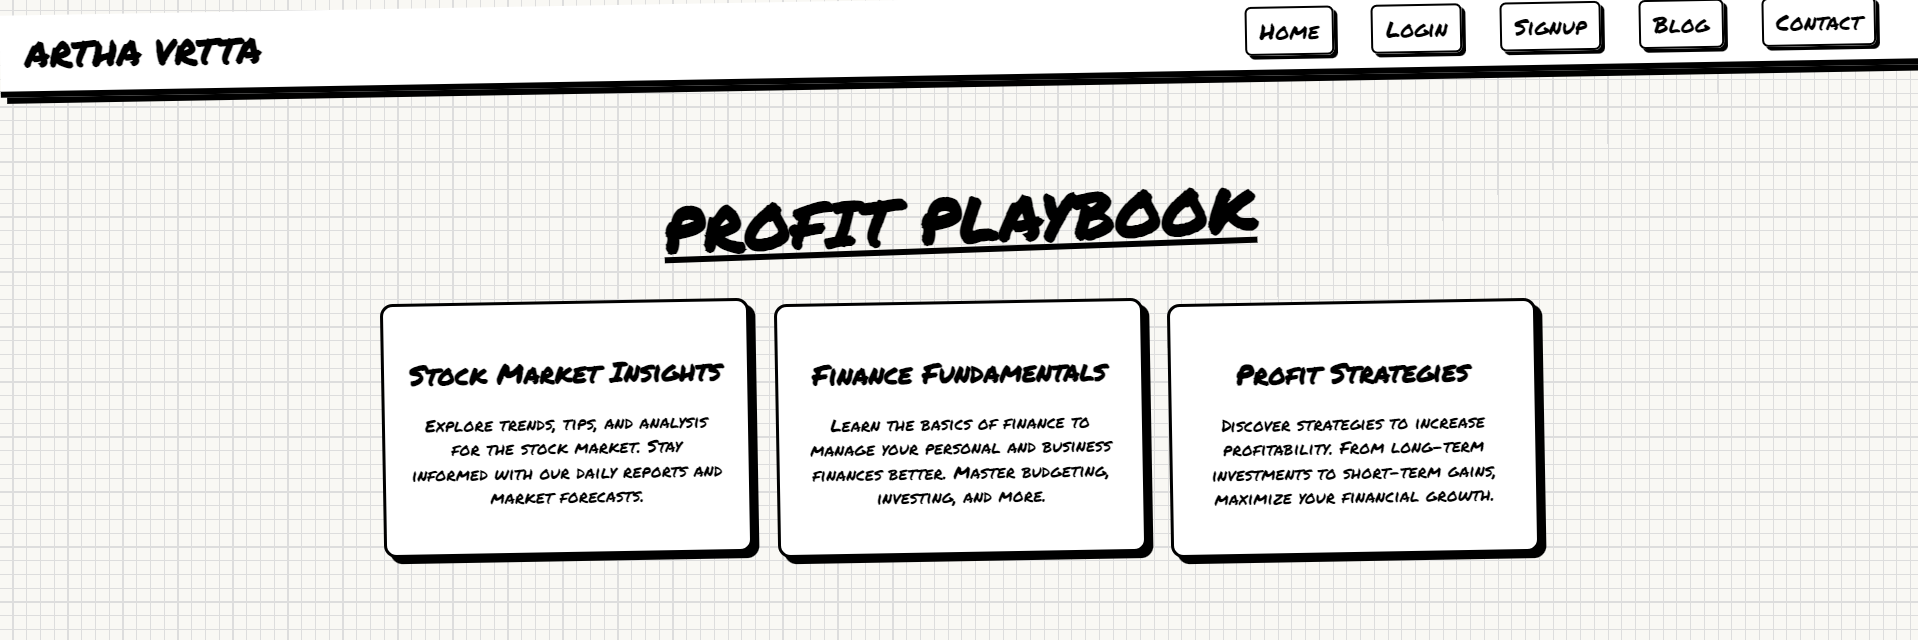 ARTHA VRTTA
Home
Login
Signup
Blog
Contact
PROFIT PLAYBOOK
Stock Market Insights
Explore trends, tips, and analysis
for the stock market. Stay
informed with our daily reports and
market forecasts.
Finance Fundamentals
Learn the basics of finance to
manage your personal and business
finances better. Master budgeting,
investing, and more.
Profit Strategies
Discover strategies to increase
profitability. From long-term
investments to short-term gains,
maximize your financial growth.